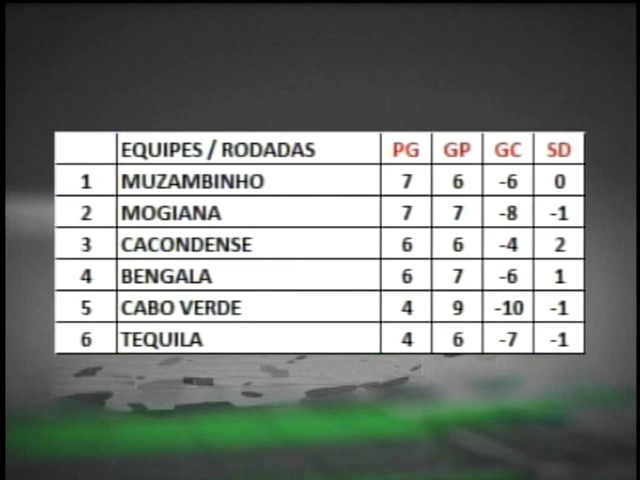 EQUIPES / RODADAS PG GP GC SD
1 MUZAMBINHO 7 6 -6 0
2 MOGIANA 7 7 -8 -1
3 CACONDENSE 6 6 -4 2
4 BENGALA 6 7 -6 1
5 CABO VERDE 4 9 -10 -1
6 TEQUILA 4 6 -7 -1